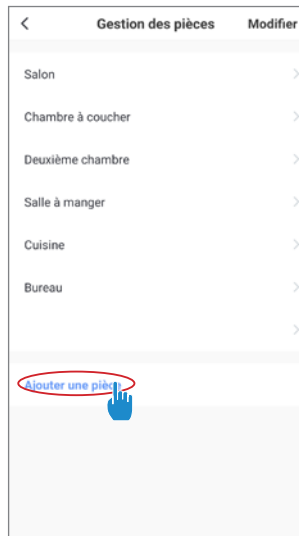 Gestion des pièces Modifier
Salon
Chambre à coucher
Deuxième chambre
Salle à manger
Cuisine
Bureau
Ajouter une pièce